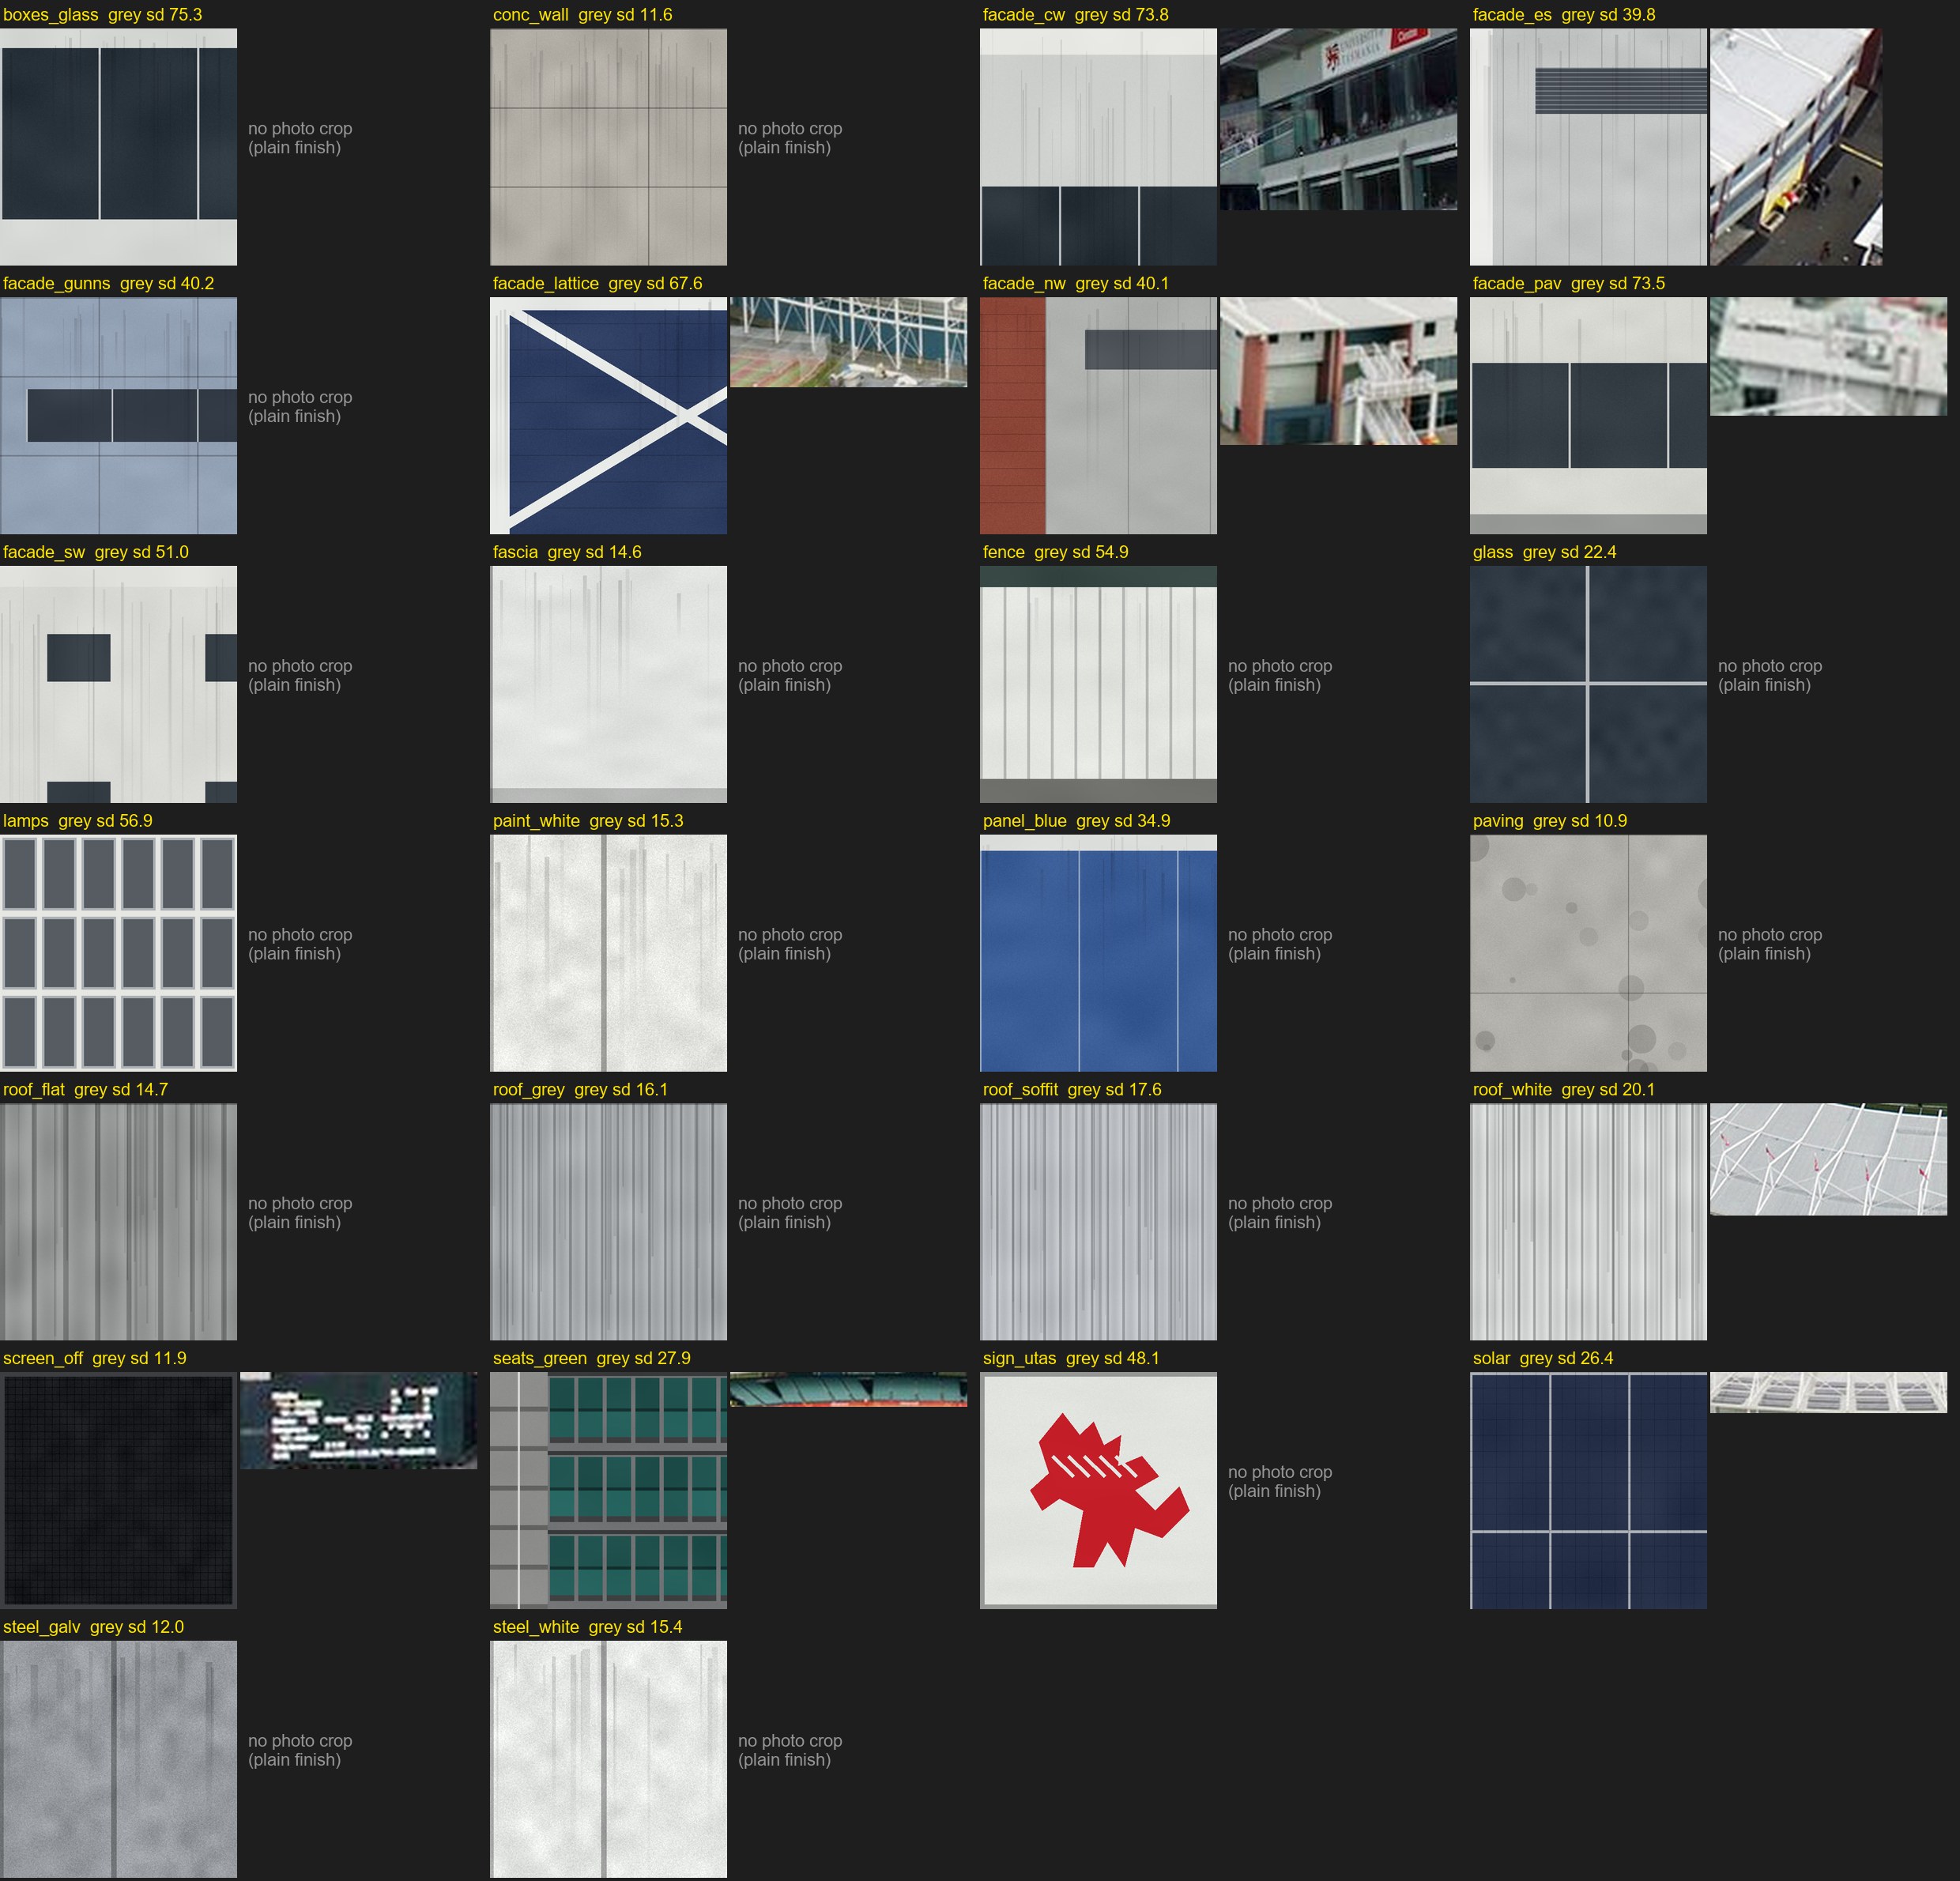 boxes_glass grey sd 75.3
no photo crop
(plain finish)
conc_wall grey sd 11.6
no photo crop
(plain finish)
facade_cw grey sd 73.8
UNIVERSITY of
TASMANIA
facade_es grey sd 39.8
facade_gunns grey sd 40.2
no photo crop
(plain finish)
facade_lattice grey sd 67.6
facade_nw grey sd 40.1
facade_pav grey sd 73.5
facade_sw grey sd 51.0
no photo crop
(plain finish)
fascia grey sd 14.6
no photo crop
(plain finish)
fence grey sd 54.9
no photo crop
(plain finish)
glass grey sd 22.4
no photo crop
(plain finish)
lamps grey sd 56.9
no photo crop
(plain finish)
paint_white grey sd 15.3
no photo crop
(plain finish)
panel_blue grey sd 34.9
no photo crop
(plain finish)
paving grey sd 10.9
no photo crop
(plain finish)
roof_flat grey sd 14.7
no photo crop
(plain finish)
roof_grey grey sd 16.1
no photo crop
(plain finish)
roof_soffit grey sd 17.6
no photo crop
(plain finish)
roof_white grey sd 20.1
screen_off grey sd 11.9
seats_green grey sd 27.9
sign_utas grey sd 48.1
no photo crop
(plain finish)
solar grey sd 26.4
steel_galv grey sd 12.0
no photo crop
(plain finish)
steel_white grey sd 15.4
no photo crop
(plain finish)